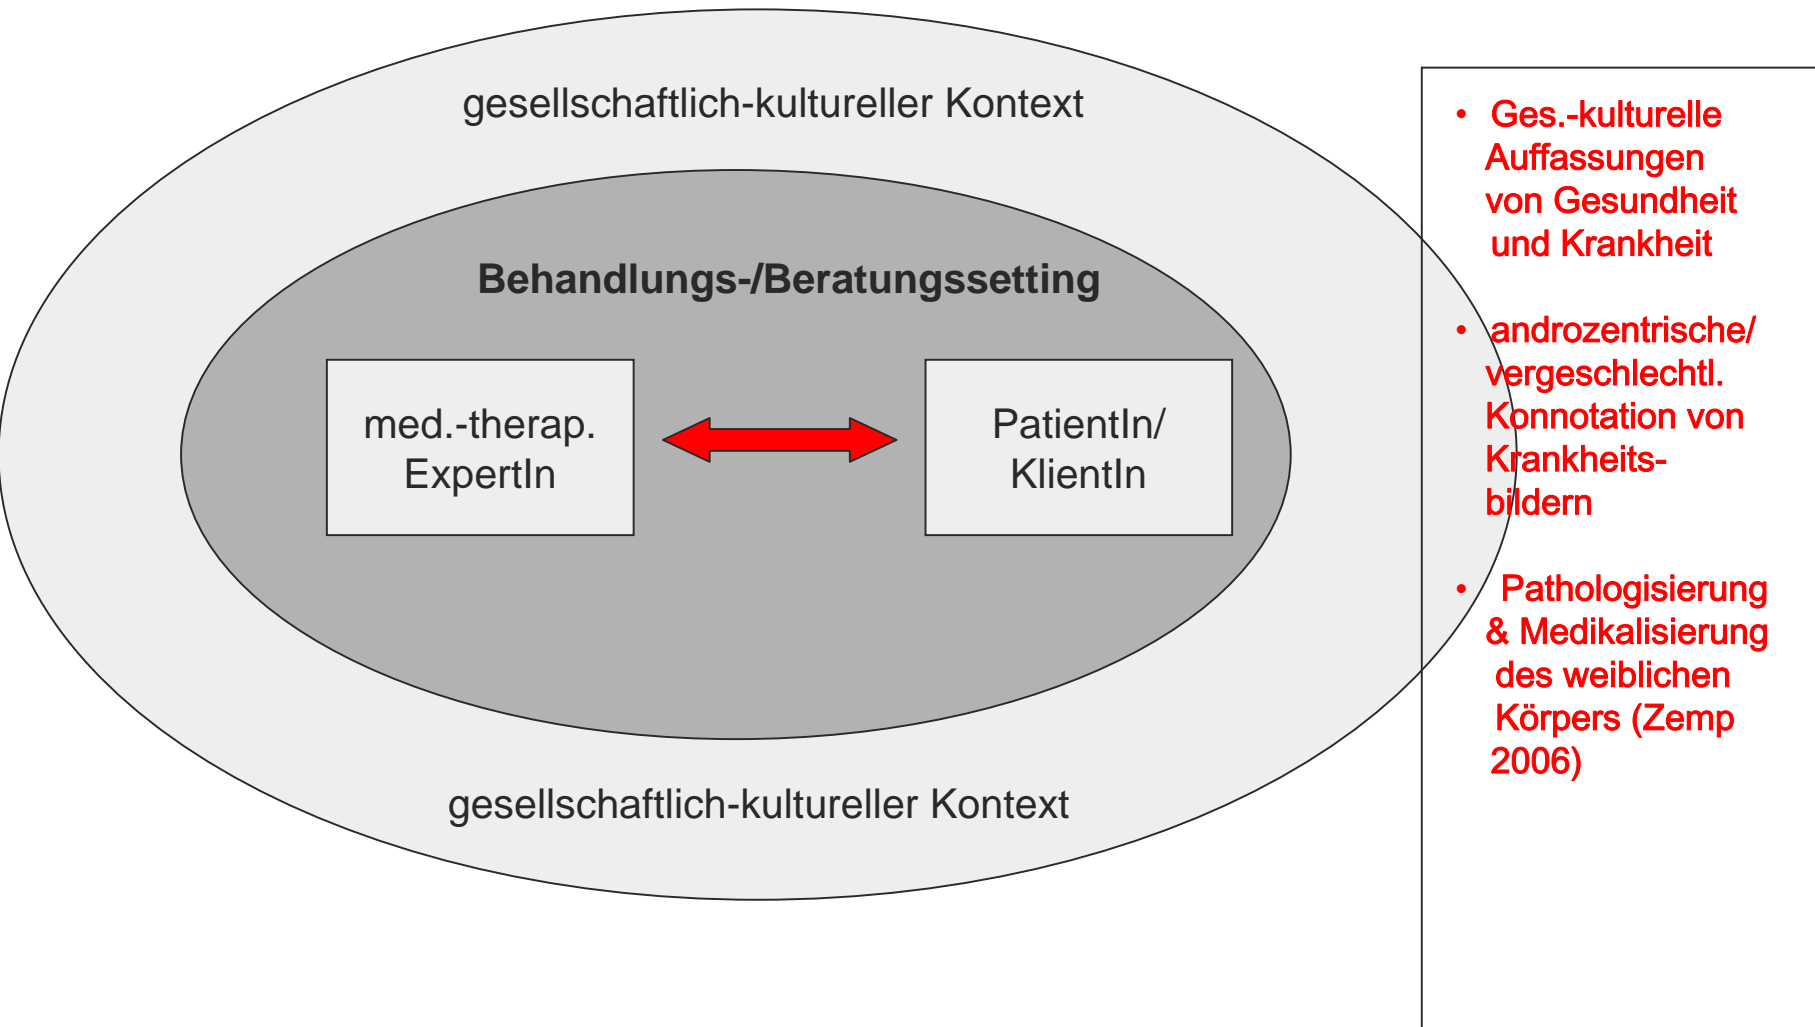 gesellschaftlich-kultureller Kontext
Behandlungs-/Beratungssetting
med.-therap.
ExpertIn
PatientIn/
KlientIn
gesellschaftlich-kultureller Kontext
• Ges.-kulturelle
Auffassungen
von Gesundheit
und Krankheit
• androzentrische/
vergeschlechtl.
Konnotation von
Krankheits-
bildern
• Pathologisierung
& Medikalisierung
des weiblichen
Körpers (Zemp
2006)